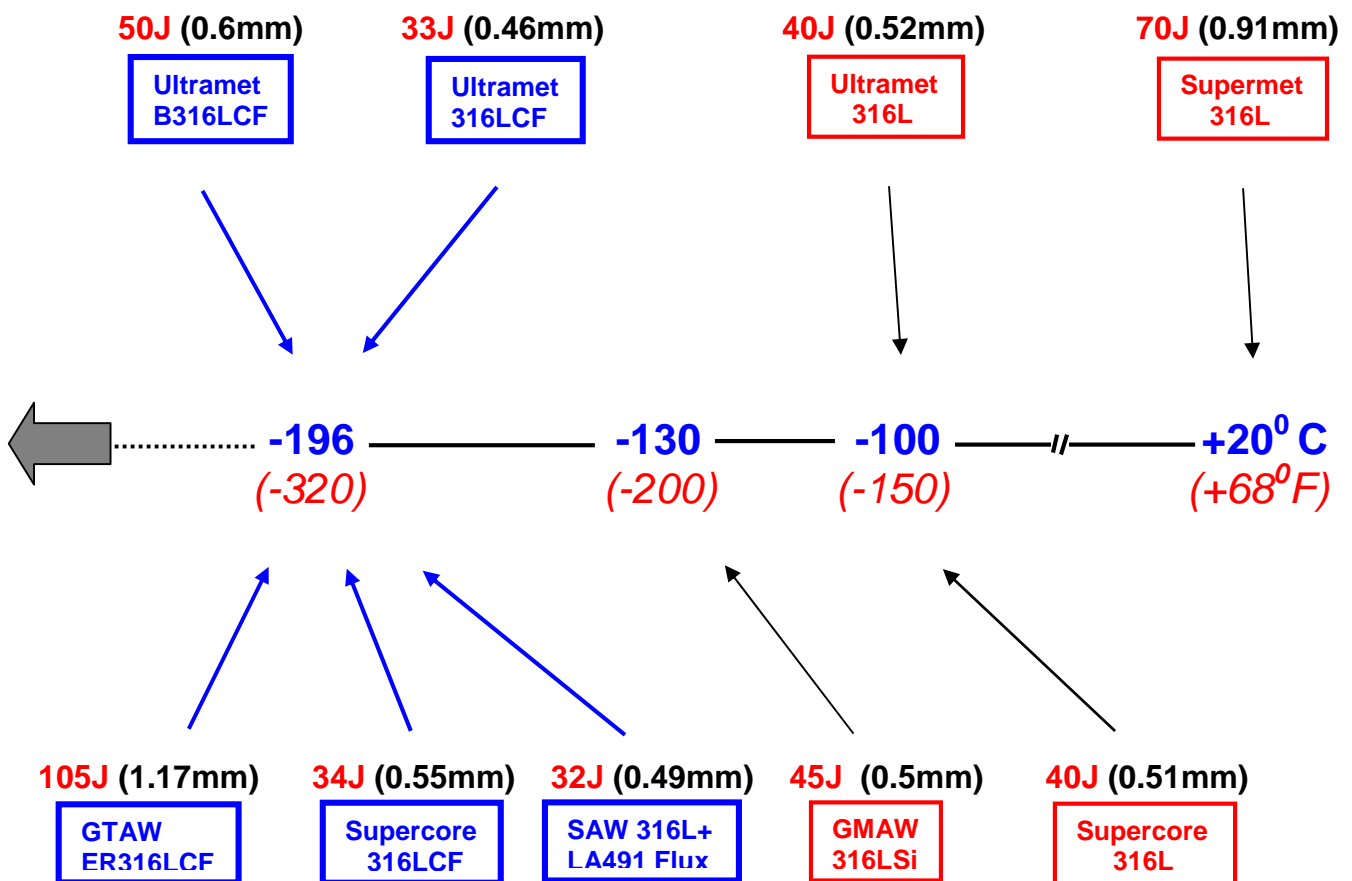 50J (0.6mm) 33J (0.46mm) 40J (0.52mm) 70J (0.91mm)
Ultramet
B316LCF
Ultramet
316LCF
Ultramet
316L
Supermet
316L
-196 -130 -100 +20⁰ C
(-320) (-200) (-150) (+68⁰F)
105J (1.17mm) 34J (0.55mm) 32J (0.49mm) 45J (0.5mm) 40J (0.51mm)
GTAW
ER316LCF
Supercore
316LCF
SAW 316L+
LA491 Flux
GMAW
316LSi
Supercore
316L